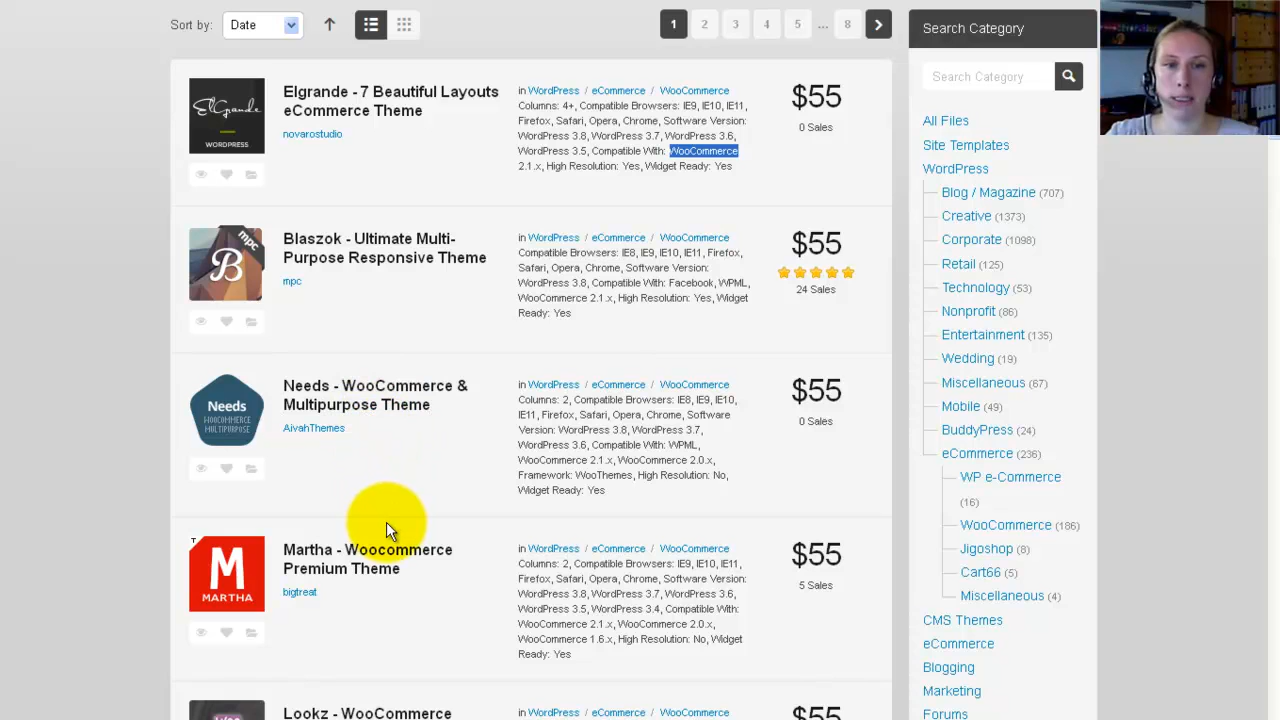 Sort by:
Date
1
2
3
4
5
...
8
Search Category
Search Category
ElGrande
WORDPRESS
Elgrande - 7 Beautiful Layouts
eCommerce Theme
novarostudio
in WordPress / eCommerce / WooCommerce
Columns: 4+, Compatible Browsers: IE9, IE10, IE11,
Firefox, Safari, Opera, Chrome, Software Version:
WordPress 3.8, WordPress 3.7, WordPress 3.6,
WordPress 3.5, Compatible With: WooCommerce
2.1.x, High Resolution: Yes, Widget Ready: Yes
$55
0 Sales
mpc
B
Blaszok - Ultimate Multi-
Purpose Responsive Theme
mpc
in WordPress / eCommerce / WooCommerce
Compatible Browsers: IE8, IE9, IE10, IE11, Firefox,
Safari, Opera, Chrome, Software Version:
WordPress 3.8, Compatible With: Facebook, WPML,
WooCommerce 2.1.x, High Resolution: Yes, Widget
Ready: Yes
$55
24 Sales
Needs
WOOCOMMERCE
MULTIPURPOSE
Needs - WooCommerce &
Multipurpose Theme
AivahThemes
in WordPress / eCommerce / WooCommerce
Columns: 2, Compatible Browsers: IE8, IE9, IE10,
IE11, Firefox, Safari, Opera, Chrome, Software
Version: WordPress 3.8, WordPress 3.7,
WordPress 3.6, Compatible With: WPML,
WooCommerce 2.1.x, WooCommerce 2.0.x,
Framework: WooThemes, High Resolution: No,
Widget Ready: Yes
$55
0 Sales
T
M
MARTHA
Martha - Woocommerce
Premium Theme
bigtreat
in WordPress / eCommerce / WooCommerce
Columns: 2, Compatible Browsers: IE9, IE10, IE11,
Firefox, Safari, Opera, Chrome, Software Version:
WordPress 3.8, WordPress 3.7, WordPress 3.6,
WordPress 3.5, WordPress 3.4, Compatible With:
WooCommerce 2.1.x, WooCommerce 2.0.x,
WooCommerce 1.6.x, High Resolution: No, Widget
Ready: Yes
$55
5 Sales
Lookz - WooCommerce
in WordPress / eCommerce / WooCommerce
$55
All Files
Site Templates
WordPress
Blog / Magazine (707)
Creative (1373)
Corporate (1098)
Retail (125)
Technology (53)
Nonprofit (86)
Entertainment (135)
Wedding (19)
Miscellaneous (67)
Mobile (49)
BuddyPress (24)
eCommerce (236)
WP e-Commerce
(16)
WooCommerce (186)
Jigoshop (8)
Cart66 (5)
Miscellaneous (4)
CMS Themes
eCommerce
Blogging
Marketing
Forums